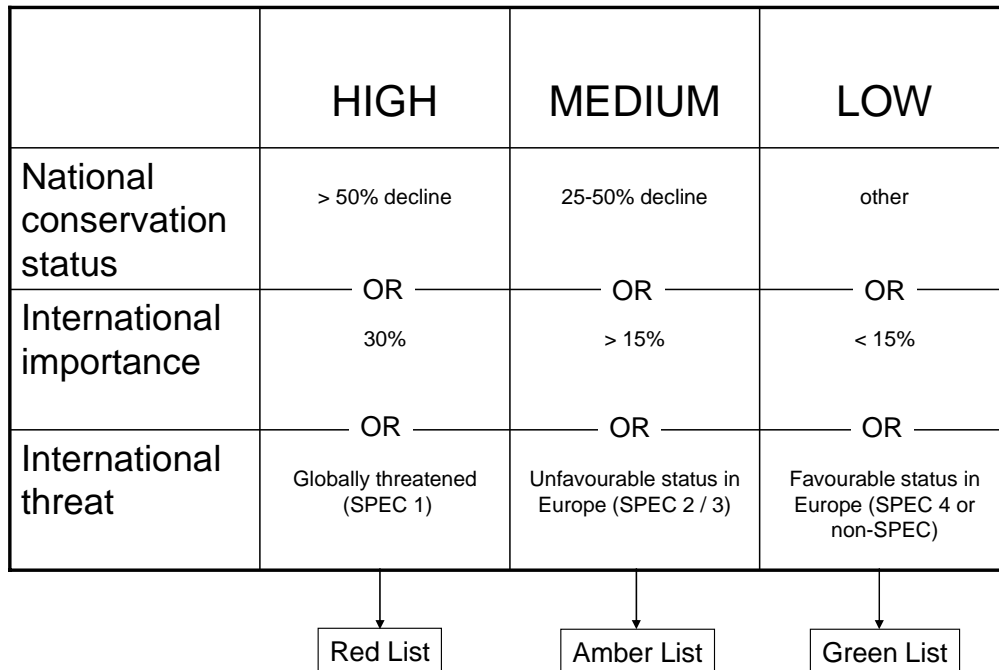 HIGH MEDIUM LOW
National
conservation
status
> 50% decline 25-50% decline other
OR OR OR
International
importance
30% > 15% < 15%
OR OR OR
International
threat
Globally threatened
(SPEC 1)
Unfavourable status in
Europe (SPEC 2 / 3)
Favourable status in
Europe (SPEC 4 or
non-SPEC)
Red List Amber List Green List